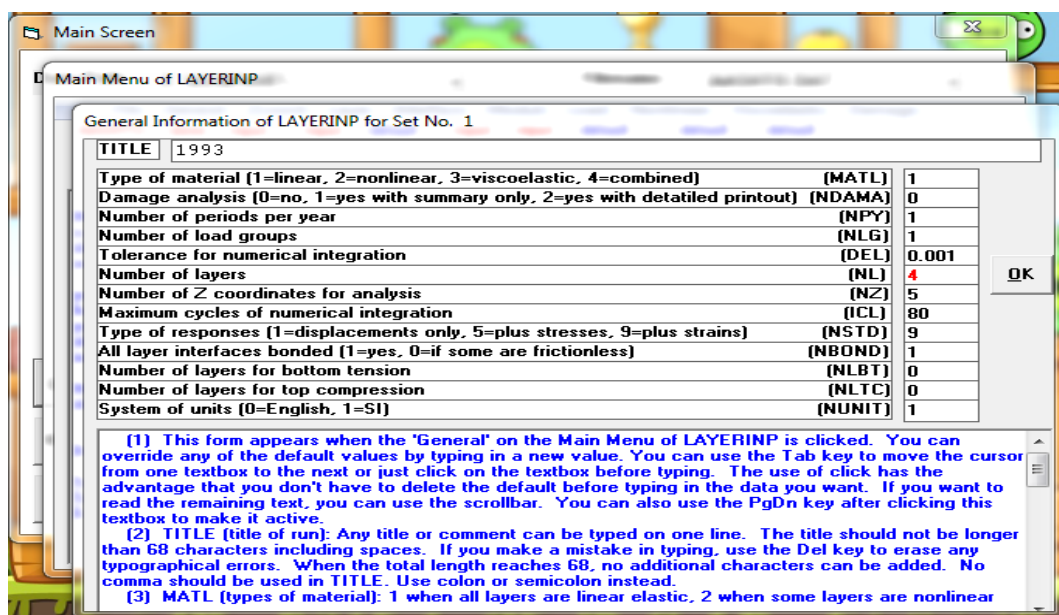 Main Screen
Main Menu of LAYERINP
General Information of LAYERINP for Set No. 1
TITLE 1993
Type of material (1=linear, 2=nonlinear, 3=viscoelastic, 4=combined) (MATL) 1
Damage analysis (0=no, 1=yes with summary only, 2=yes with detatiled printout) (NDAMA) 0
Number of periods per year (NPY) 1
Number of load groups (NLG) 1
Tolerance for numerical integration (DEL) 0.001
Number of layers (NL) 4
Number of Z coordinates for analysis (NZ) 5
Maximum cycles of numerical integration (ICL) 80
Type of responses (1=displacements only, 5=plus stresses, 9=plus strains) (NSTD) 9
All layer interfaces bonded (1=yes, 0=if some are frictionless) (NBOND) 1
Number of layers for bottom tension (NLBT) 0
Number of layers for top compression (NLTC) 0
System of units (0=English, 1=SI) (NUNIT) 1
OK
(1) This form appears when the 'General' on the Main Menu of LAYERINP is clicked. You can
override any of the default values by typing in a new value. You can use the Tab key to move the cursor
from one textbox to the next or just click on the textbox before typing. The use of click has the
advantage that you don't have to delete the default before typing in the data you want. If you want to
read the remaining text, you can use the scrollbar. You can also use the PgDn key after clicking this
textbox to make it active.
(2) TITLE (title of run): Any title or comment can be typed on one line. The title should not be longer
than 68 characters including spaces. If you make a mistake in typing, use the Del key to erase any
typographical errors. When the total length reaches 68, no additional characters can be added. No
comma should be used in TITLE. Use colon or semicolon instead.
(3) MATL (types of material): 1 when all layers are linear elastic, 2 when some layers are nonlinear